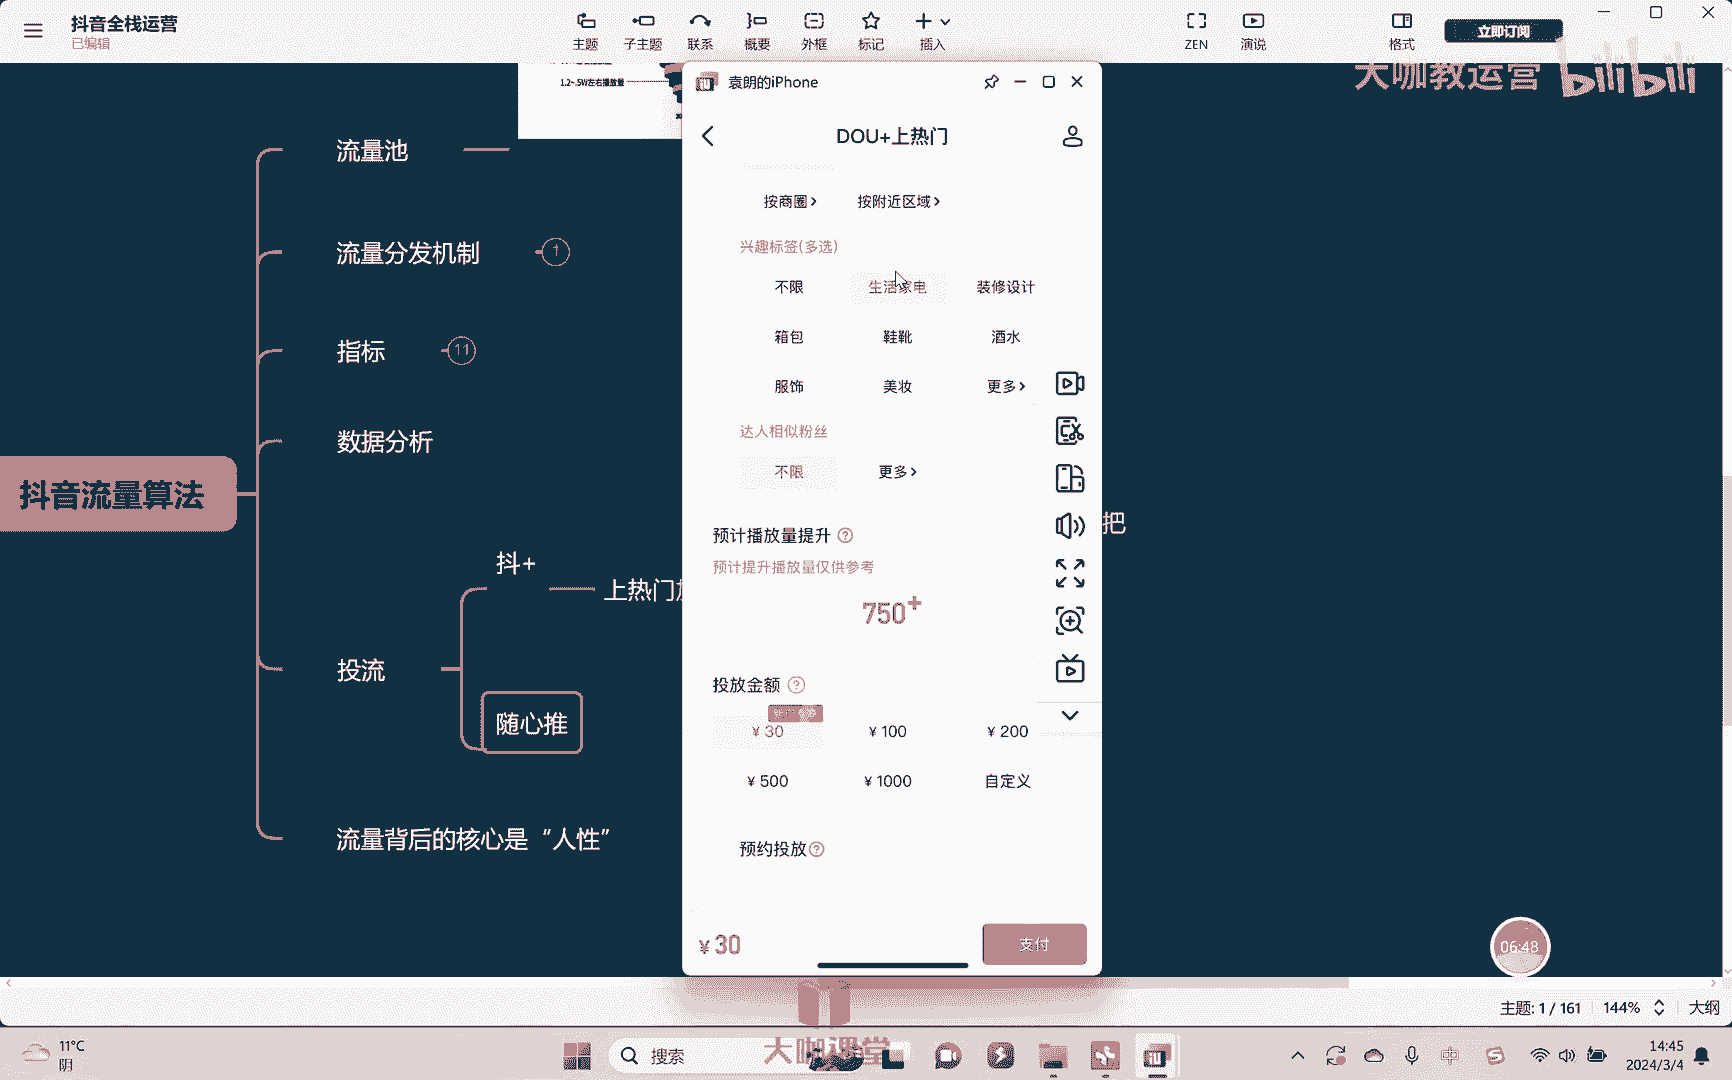 抖音全栈运营
已编辑
主题
子主题
联系
概要
外框
标记
插入
ZEN
演说
格式
立即订阅
大咖教运营 bilibili
1.2~.5W左右播放量
流量池
流量分发机制
1
指标
11
数据分析
抖音流量算法
抖+
上热门
投流
随心推
流量背后的核心是“人性”
把
袁朗的iPhone
DOU+上热门
按商圈>
按附近区域>
兴趣标签(多选)
不限
生活家电
装修设计
箱包
鞋靴
酒水
服饰
美妆
更多>
达人相似粉丝
不限
更多>
预计播放量提升
预计提升播放量仅供参考
750+
投放金额
¥ 30
¥ 100
¥ 200
¥ 500
¥ 1000
自定义
预约投放
¥ 30
支付
06:48
主题: 1 / 161
144%
大纲
11°C
阴
搜索
大咖课堂
中
14:45
2024/3/4